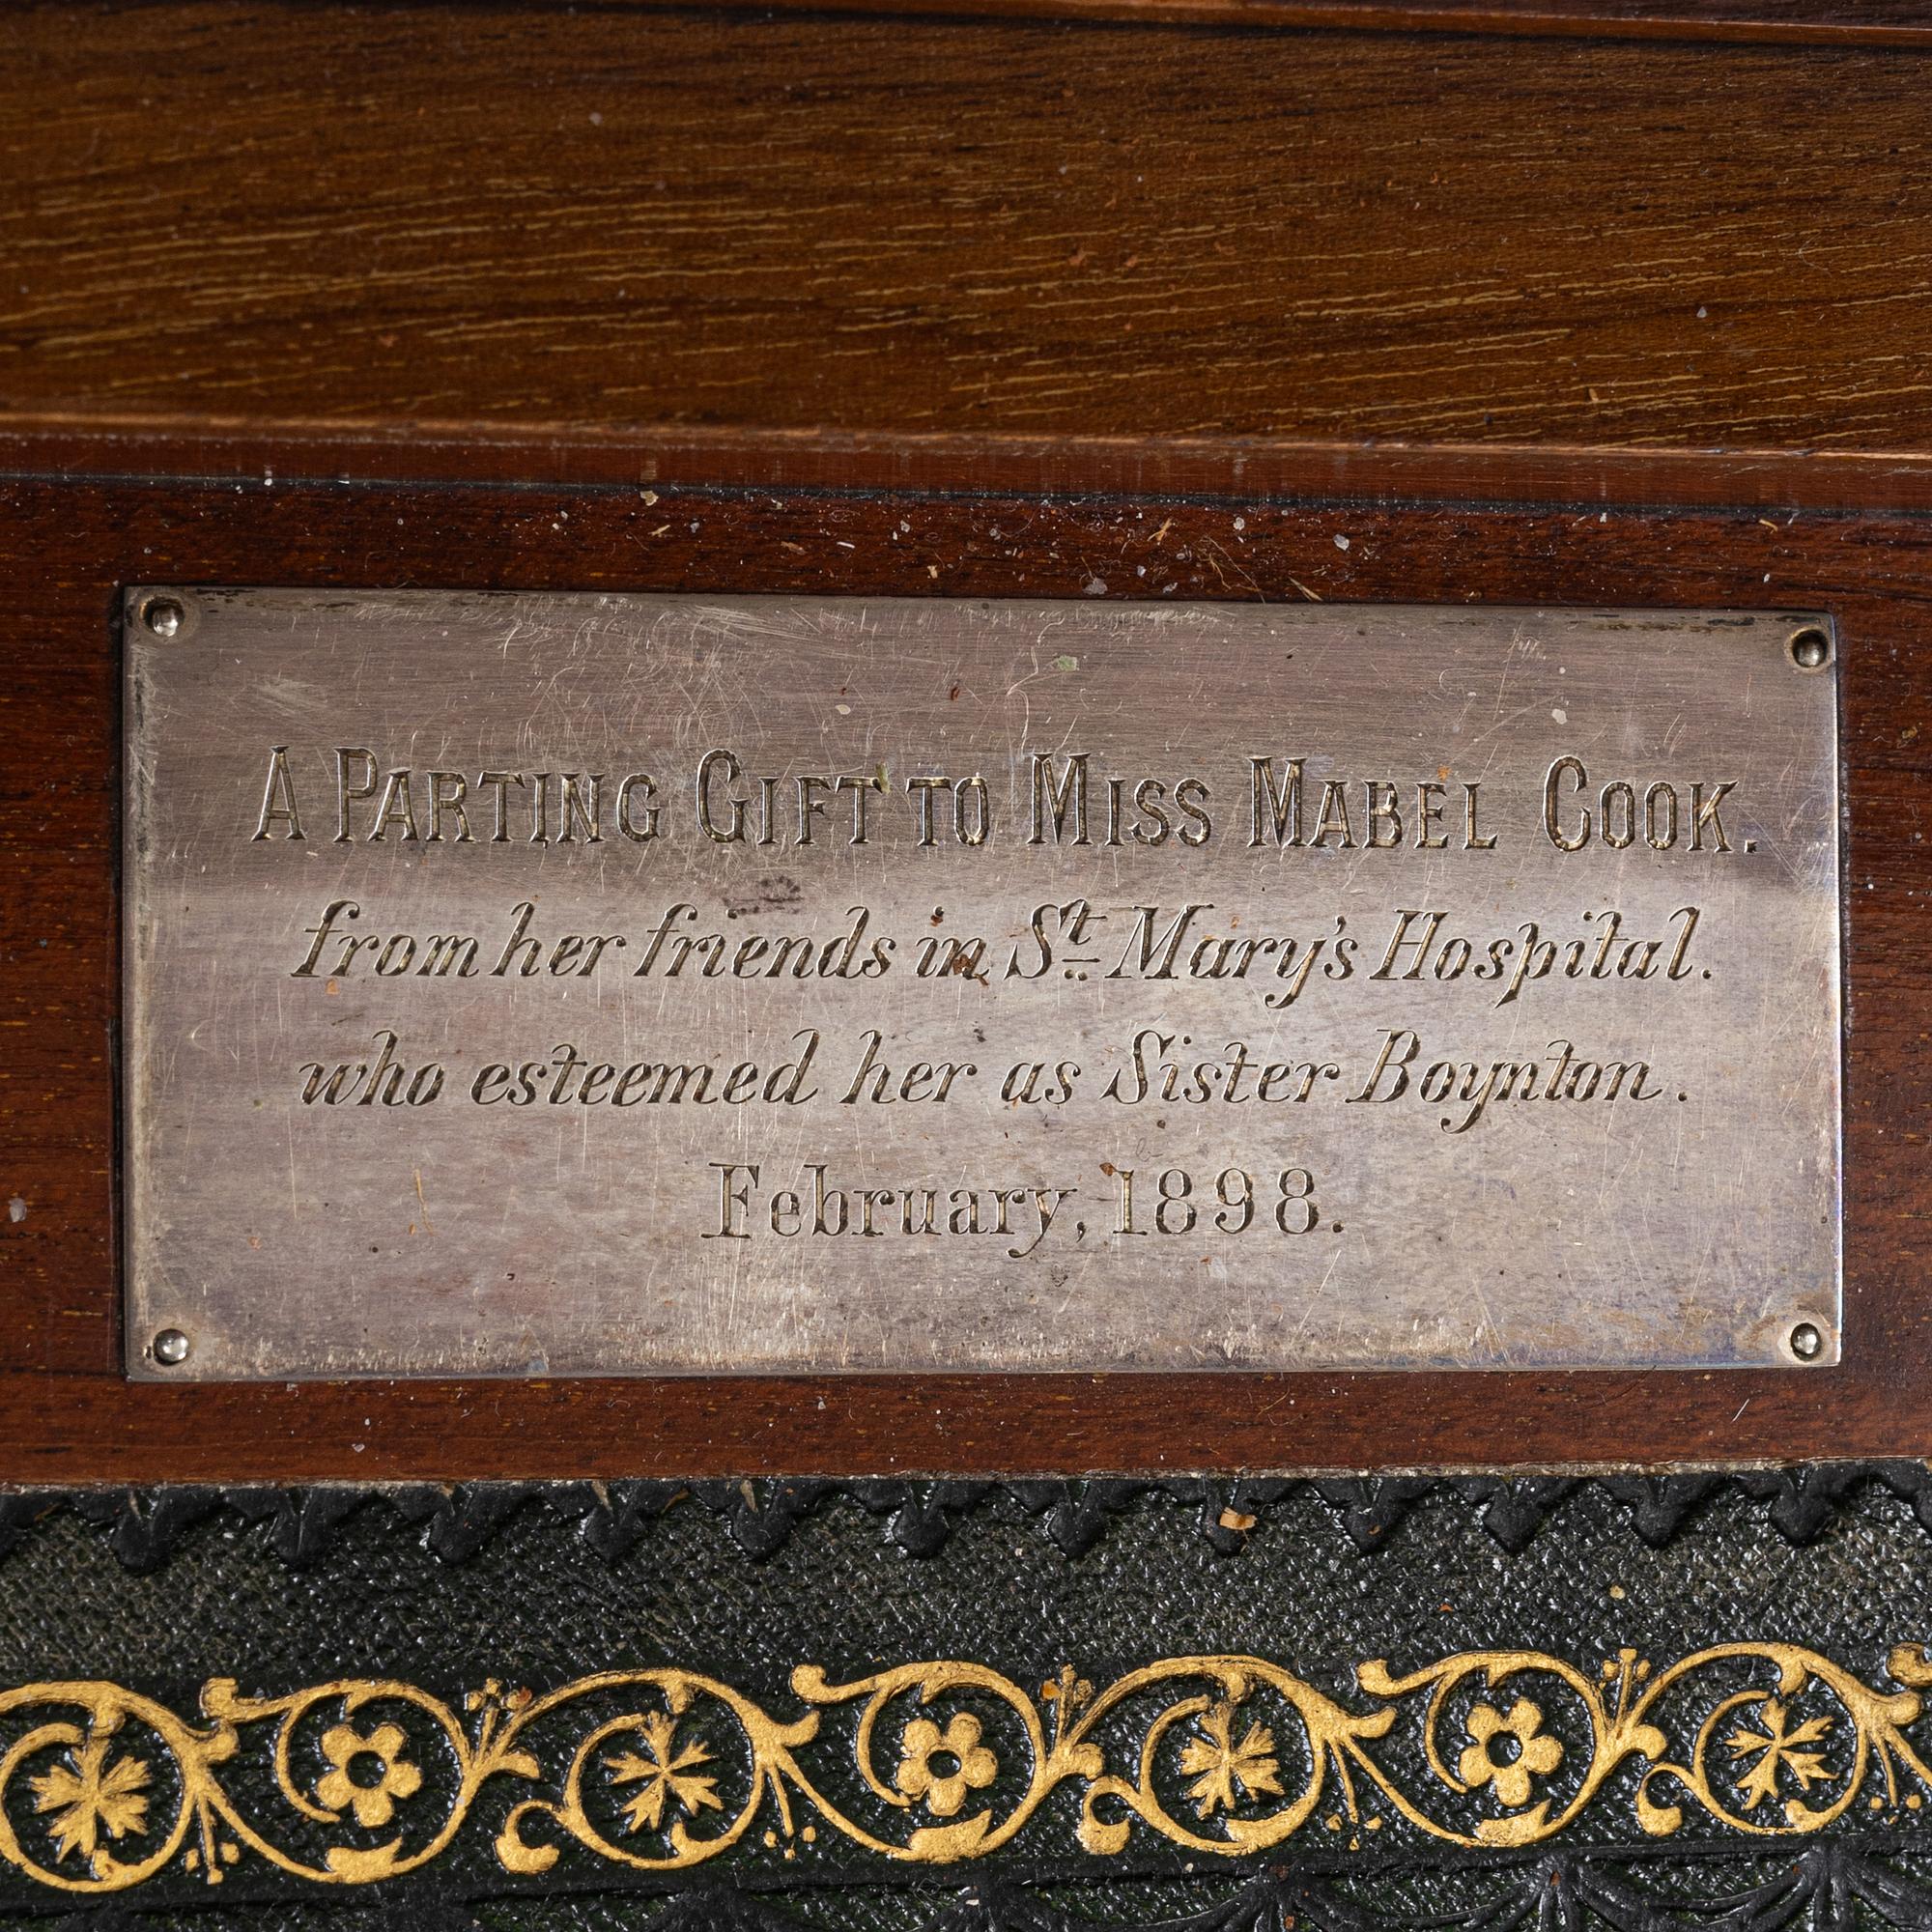 A PARTING GIFT TO MISS MABEL COOK.
from her friends in St Mary's Hospital.
who esteemed her as Sister Boynton.
February, 1898.